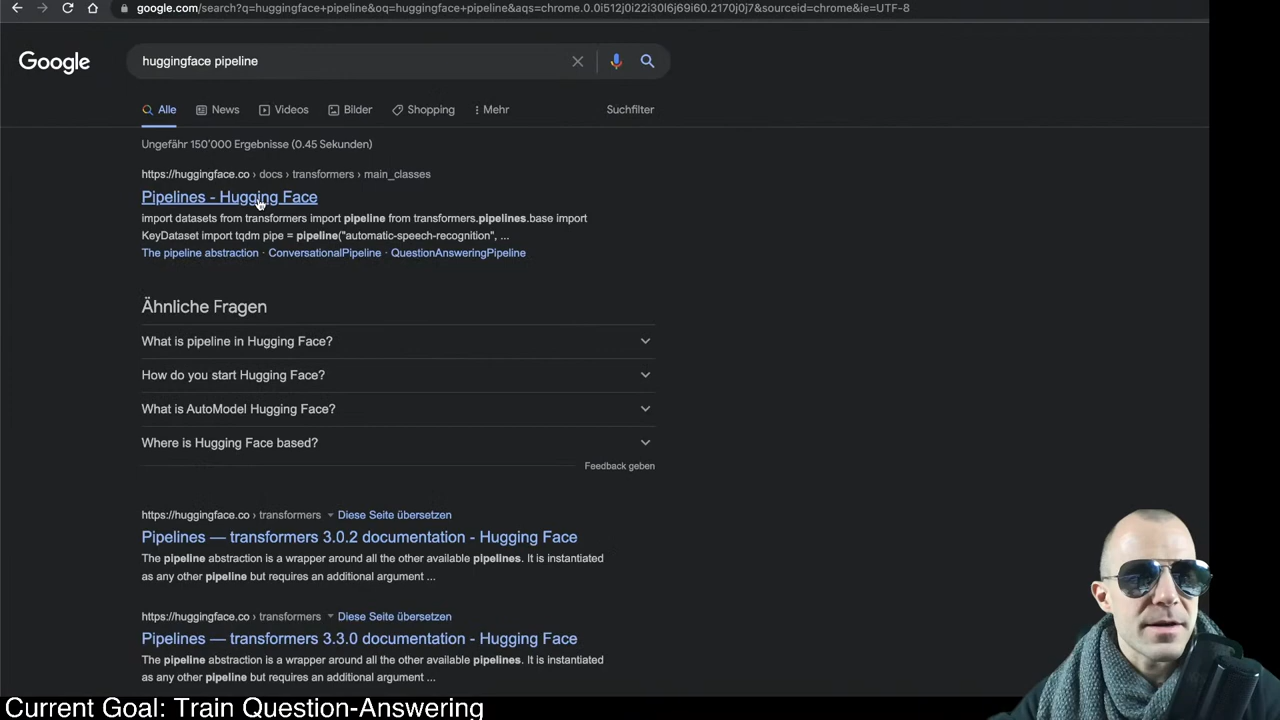 google.com/search?q=huggingface+pipeline&oq=huggingface+pipeline&aqs=chrome.0.0i512j0i22i30l6j69i60.2170j0j7&sourceid=chrome&ie=UTF-8
Google
huggingface pipeline
Alle News Videos Bilder Shopping Mehr Suchfilter
Ungefähr 150’000 Ergebnisse (0.45 Sekunden)
https://huggingface.co › docs › transformers › main_classes
Pipelines - Hugging Face
import datasets from transformers import pipeline from transformers.pipelines.base import
KeyDataset import tqdm pipe = pipeline("automatic-speech-recognition", ...
The pipeline abstraction · ConversationalPipeline · QuestionAnsweringPipeline
Ähnliche Fragen
What is pipeline in Hugging Face?
How do you start Hugging Face?
What is AutoModel Hugging Face?
Where is Hugging Face based?
Feedback geben
https://huggingface.co › transformers Diese Seite übersetzen
Pipelines — transformers 3.0.2 documentation - Hugging Face
The pipeline abstraction is a wrapper around all the other available pipelines. It is instantiated
as any other pipeline but requires an additional argument ...
https://huggingface.co › transformers Diese Seite übersetzen
Pipelines — transformers 3.3.0 documentation - Hugging Face
The pipeline abstraction is a wrapper around all the other available pipelines. It is instantiated
as any other pipeline but requires an additional argument ...
Current Goal: Train Question-Answering